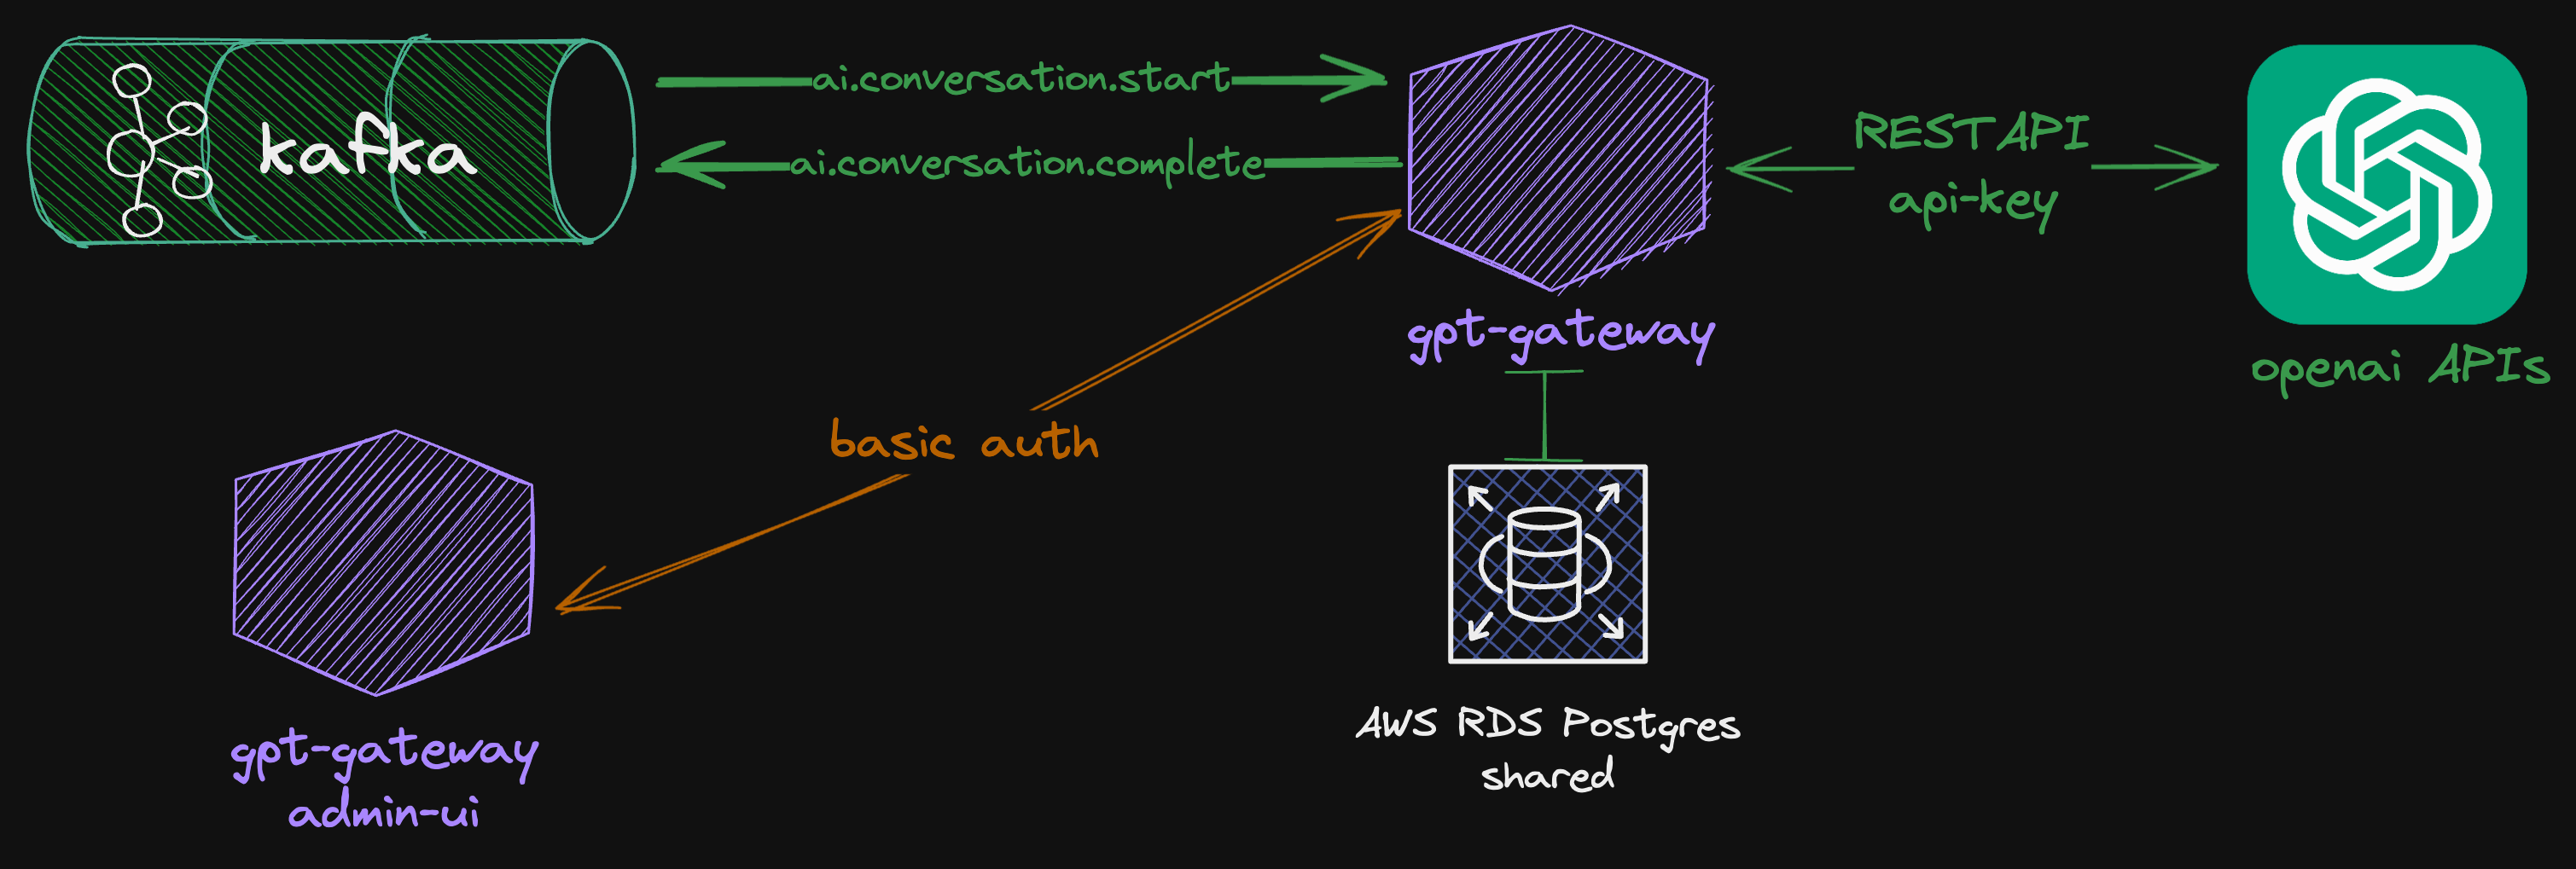 kafka
ai.conversation.start
ai.conversation.complete
gpt-gateway
REST API
api-key
openai APIs
basic auth
gpt-gateway
admin-ui
AWS RDS Postgres
shared